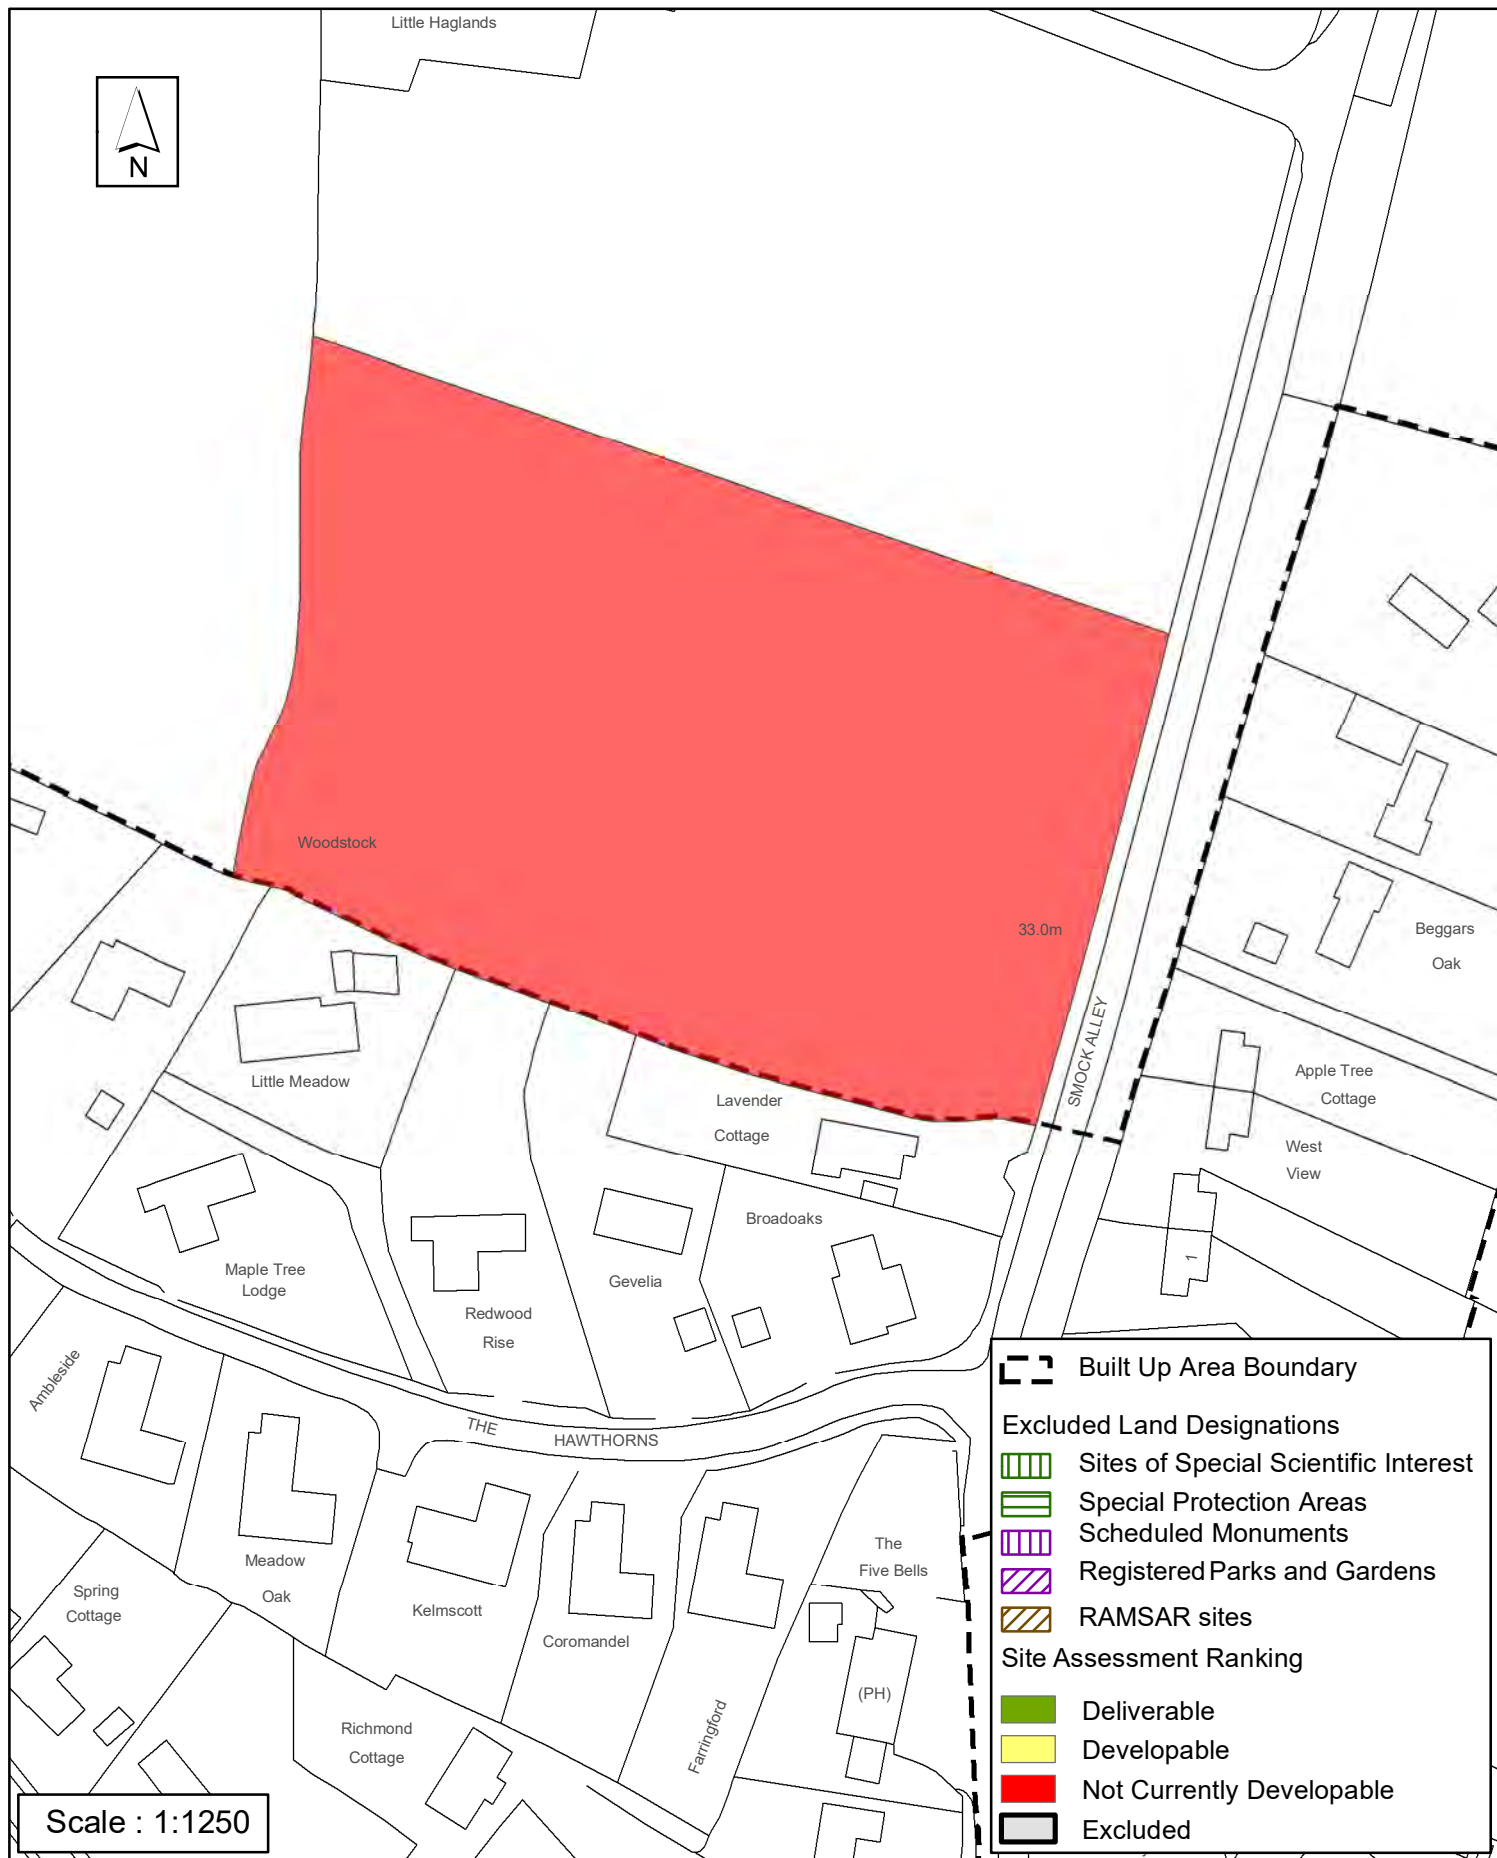 Little Haglands
N
Woodstock
33.0m
Beggars
Oak
SMOCK ALLEY
Apple Tree
Cottage
Little Meadow
Lavender
Cottage
West
View
Broadoaks
1
Maple Tree
Lodge
Gevelia
Redwood
Rise
Ambleside
THE
HAWTHORNS
The
Five Bells
Meadow
Oak
Spring
Cottage
Kelmscott
Coromandel
(PH)
Farringford
Richmond
Cottage
Scale : 1:1250
Built Up Area Boundary
Excluded Land Designations
Sites of Special Scientific Interest
Special Protection Areas
Scheduled Monuments
Registered Parks and Gardens
RAMSAR sites
Site Assessment Ranking
Deliverable
Developable
Not Currently Developable
Excluded